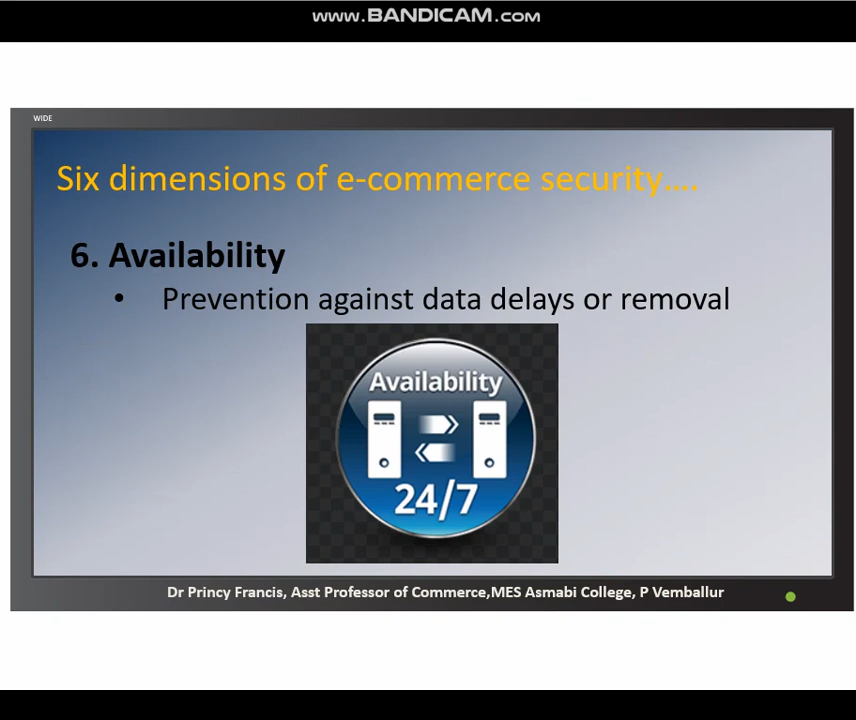 www.BANDICAM.com
WIDE
Six dimensions of e-commerce security....
6. Availability
• Prevention against data delays or removal
Availability
24/7
Dr Princy Francis, Asst Professor of Commerce,MES Asmabi College, P Vemballur